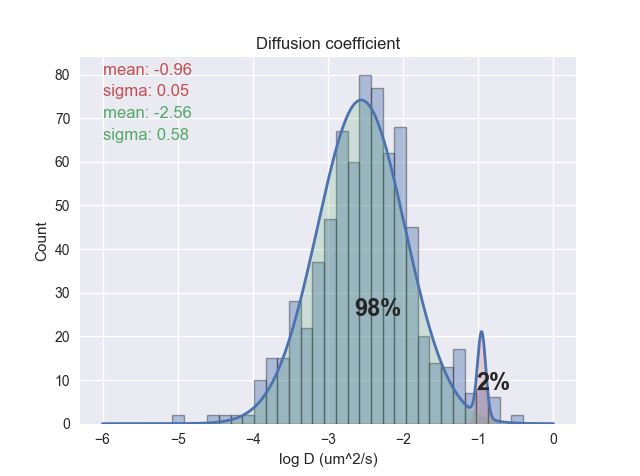 Diffusion coefficient
mean: -0.96
sigma: 0.05
mean: -2.56
sigma: 0.58
Count
80
70
60
50
40
30
20
10
0
98%
2%
−6 −5 −4 −3 −2 −1 0
log D (um^2/s)